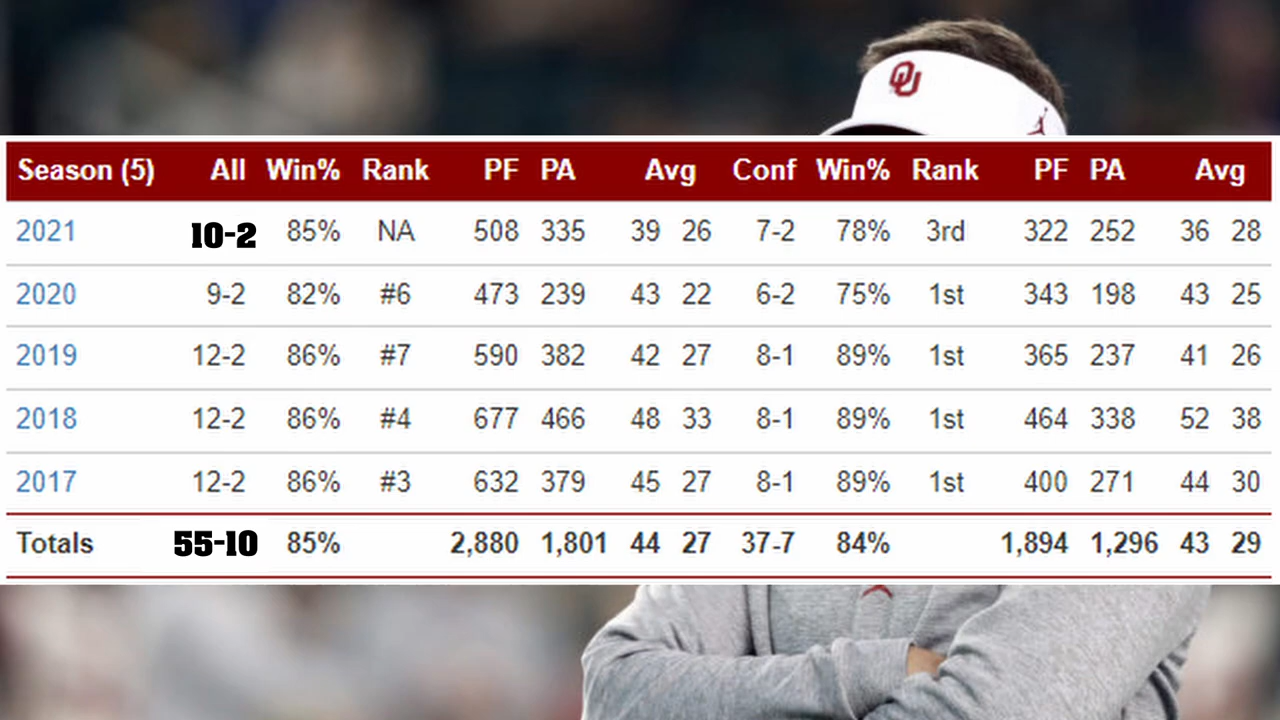 OU
Season (5) All Win% Rank PF PA Avg Conf Win% Rank PF PA Avg
2021 10-2 85% NA 508 335 39 26 7-2 78% 3rd 322 252 36 28
2020 9-2 82% #6 473 239 43 22 6-2 75% 1st 343 198 43 25
2019 12-2 86% #7 590 382 42 27 8-1 89% 1st 365 237 41 26
2018 12-2 86% #4 677 466 48 33 8-1 89% 1st 464 338 52 38
2017 12-2 86% #3 632 379 45 27 8-1 89% 1st 400 271 44 30
Totals 55-10 85% 2,880 1,801 44 27 37-7 84% 1,894 1,296 43 29